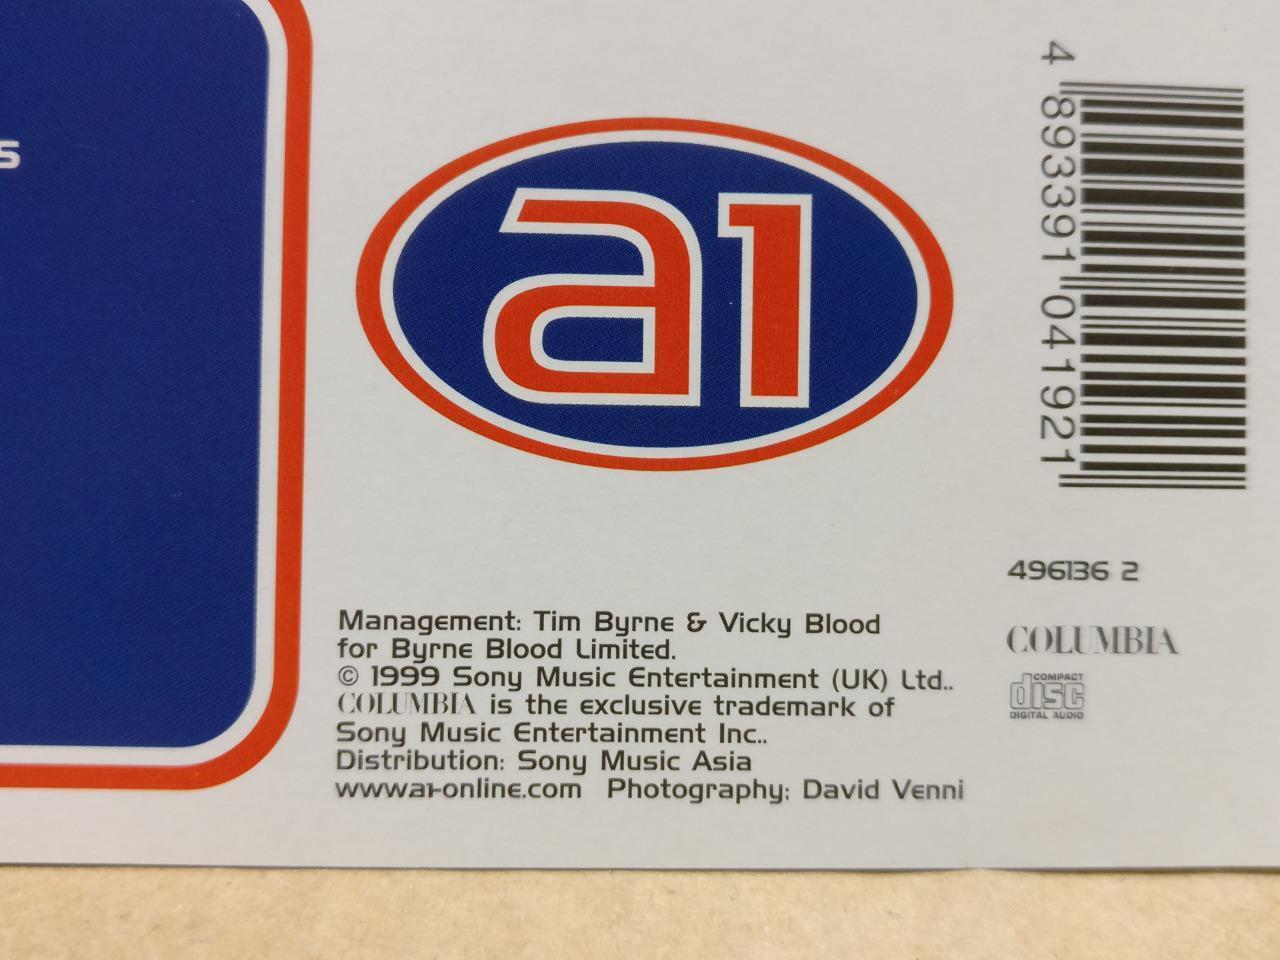 s
a1
4 893391 041921
496136 2
COLUMBIA
COMPACT
disc
DIGITAL AUDIO
Management: Tim Byrne & Vicky Blood
for Byrne Blood Limited.
© 1999 Sony Music Entertainment (UK) Ltd..
COLUMBIA is the exclusive trademark of
Sony Music Entertainment Inc..
Distribution: Sony Music Asia
www.a1-online.com Photography: David Venni